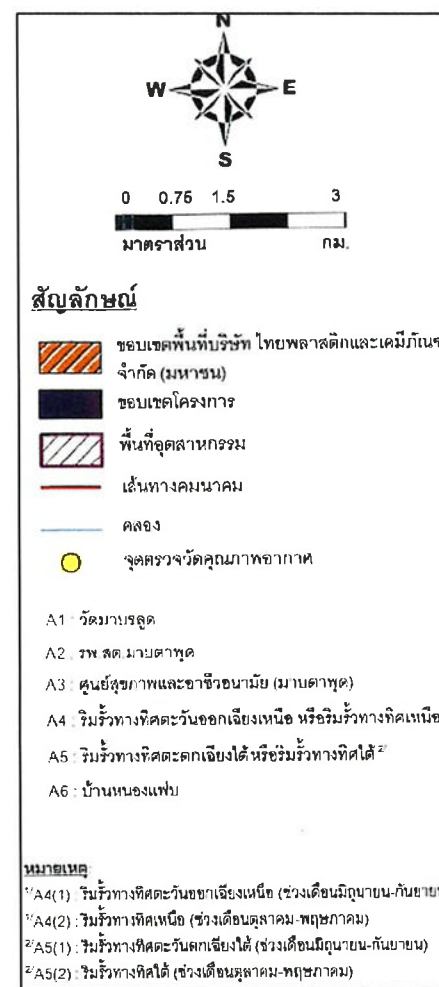 N
W E
S
0 0.75 1.5 3
มาตราส่วน กม.
สัญลักษณ์
ขอบเขตพื้นที่บริษัท ไทยพลาสติกและเคมีภัณฑ์
จำกัด (มหาชน)
ขอบเขตโครงการ
พื้นที่อุตสาหกรรม
เส้นทางคมนาคม
คลอง
จุดตรวจวัดคุณภาพอากาศ
A1 : วัดมาบชลูด
A2 : รพ.สต.มาบตาพุด
A3 : ศูนย์สุขภาพและอาชีวอนามัย (มาบตาพุด)
A4 : ริมรั้วทางทิศตะวันออกเฉียงเหนือ หรือริมรั้วทางทิศเหนือ
A5 : ริมรั้วทางทิศตะตกเฉียงใต้ หรือริมรั้วทางทิศใต้ 2/
A6 : บ้านหนองแฟบ
หมายเหตุ
1/A4(1) : ริมรั้วทางทิศตะวันออกเฉียงเหนือ (ช่วงเดือนมิถุนายน-กันยายน
1/A4(2) : ริมรั้วทางทิศเหนือ (ช่วงเดือนตุลาคม-พฤษภาคม)
2/A5(1) : ริมรั้วทางทิศตะวันตกเฉียงใต้ (ช่วงเดือนมิถุนายน-กันยายน)
2/A5(2) : ริมรั้วทางทิศใต้ (ช่วงเดือนตุลาคม-พฤษภาคม)